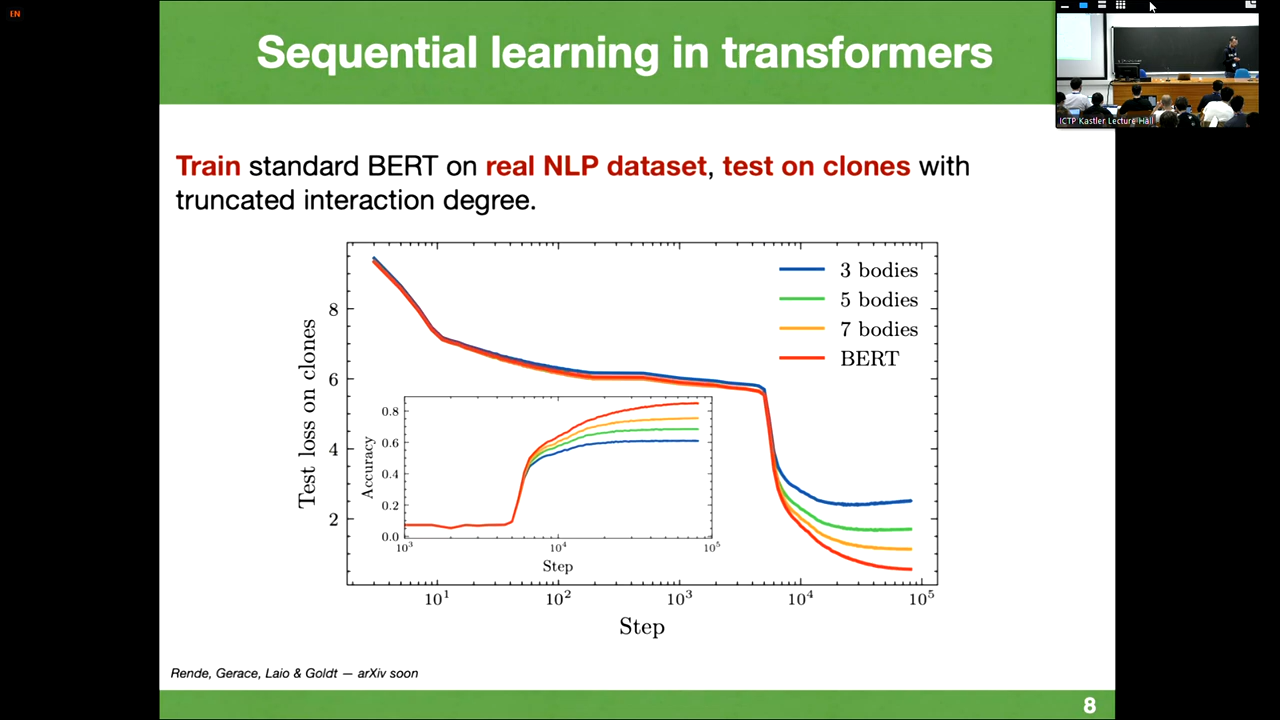 EN
Sequential learning in transformers
ICTP Kastler Lecture Hall
Train standard BERT on real NLP dataset, test on clones with
truncated interaction degree.
Test loss on clones
8
6
4
2
3 bodies
5 bodies
7 bodies
BERT
Accuracy
0.8
0.6
0.4
0.2
0.0
10³ 10⁴ 10⁵
Step
10¹ 10² 10³ 10⁴ 10⁵
Step
Rende, Gerace, Laio & Goldt — arXiv soon
8